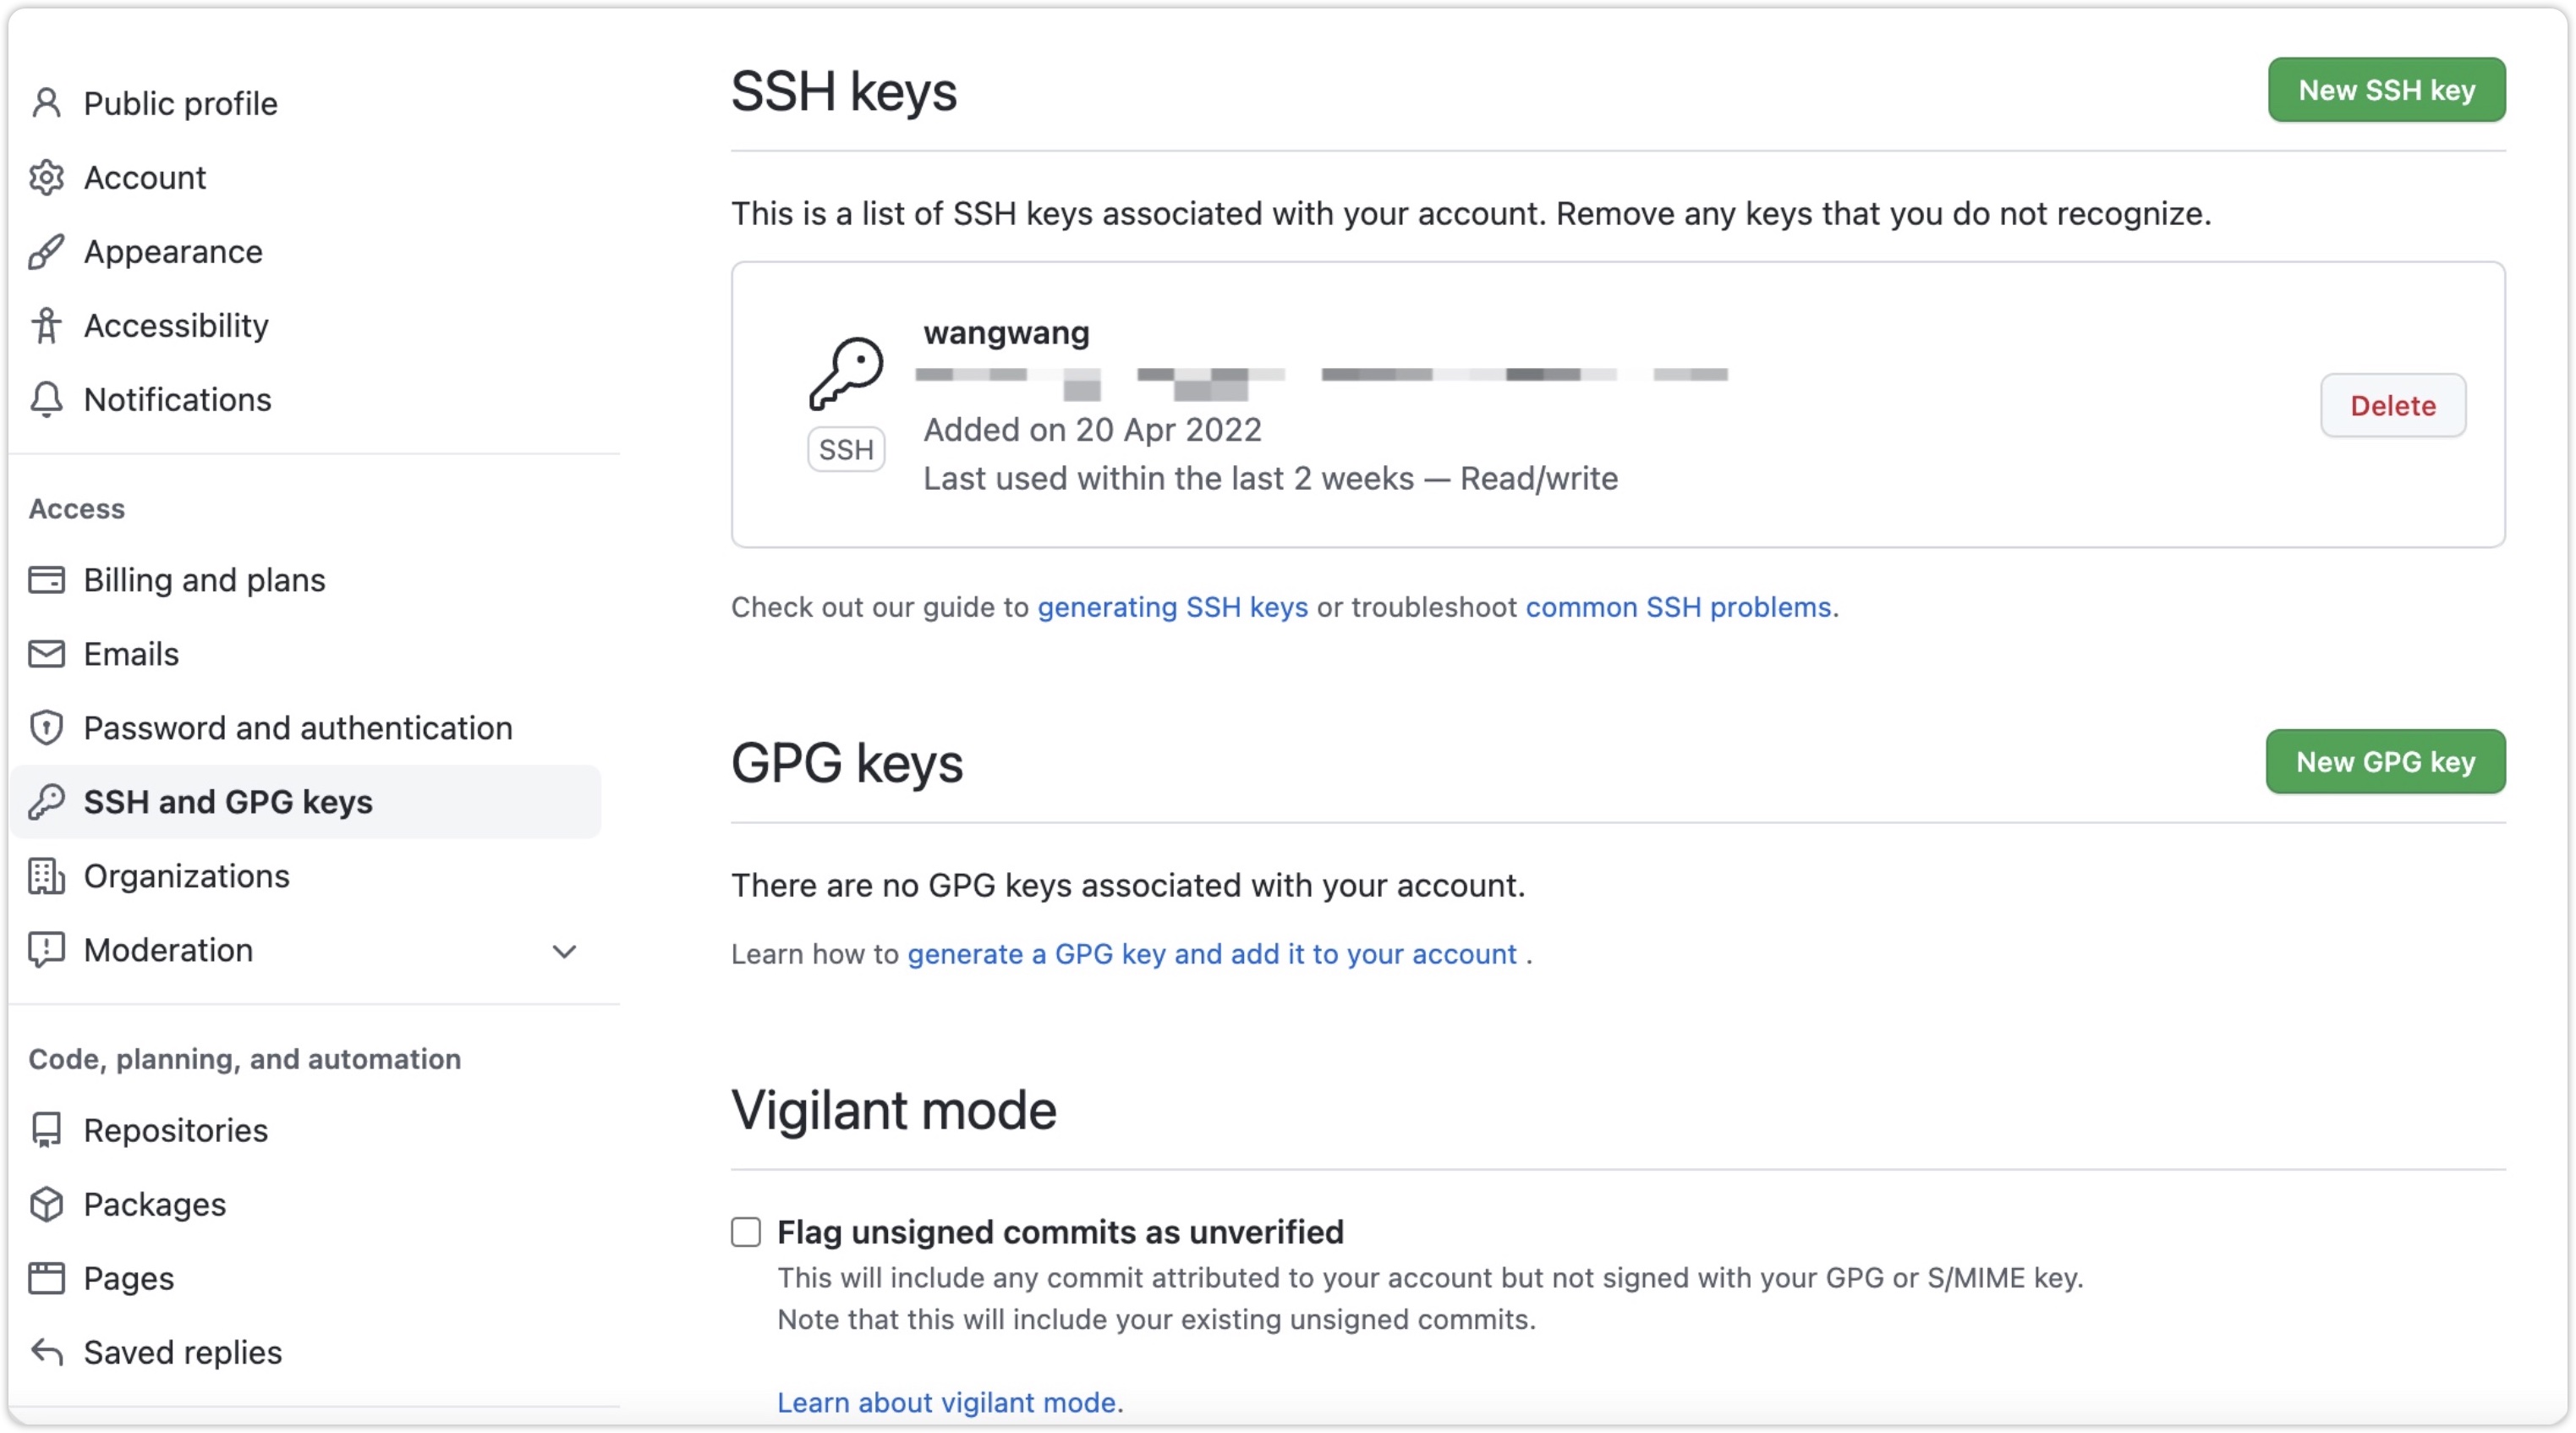 Public profile
Account
Appearance
Accessibility
Notifications
Access
Billing and plans
Emails
Password and authentication
SSH and GPG keys
Organizations
Moderation
Code, planning, and automation
Repositories
Packages
Pages
Saved replies
SSH keys
New SSH key
This is a list of SSH keys associated with your account. Remove any keys that you do not recognize.
wangwang
SSH
Added on 20 Apr 2022
Last used within the last 2 weeks — Read/write
Delete
Check out our guide to generating SSH keys or troubleshoot common SSH problems.
GPG keys
New GPG key
There are no GPG keys associated with your account.
Learn how to generate a GPG key and add it to your account .
Vigilant mode
Flag unsigned commits as unverified
This will include any commit attributed to your account but not signed with your GPG or S/MIME key.
Note that this will include your existing unsigned commits.
Learn about vigilant mode.